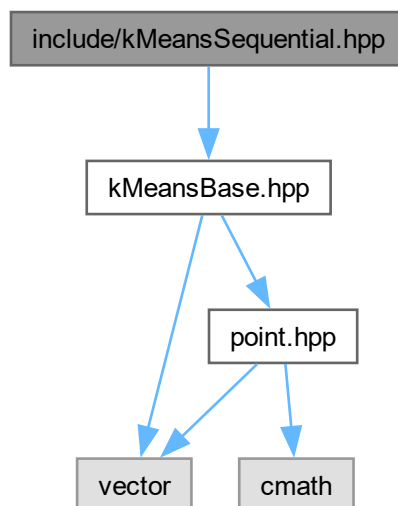 include/kMeansSequential.hpp
kMeansBase.hpp
point.hpp
vector
cmath